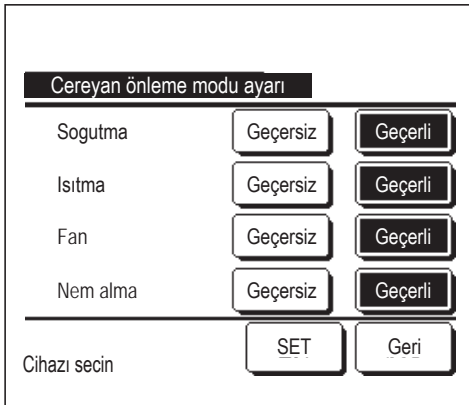 Cereyan önleme modu ayarı
Sogutma Geçersiz Geçerli
Isıtma Geçersiz Geçerli
Fan Geçersiz Geçerli
Nem alma Geçersiz Geçerli
SET Geri
Cihazı secin